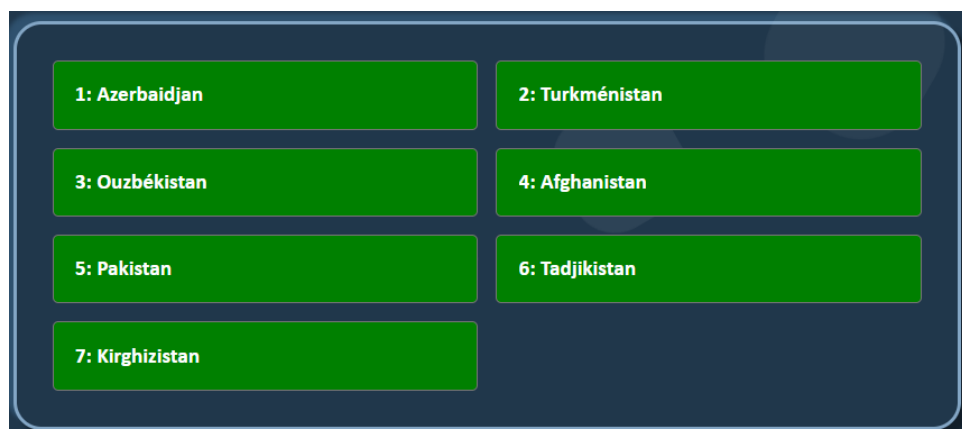 1: Azerbaidjan
2: Turkménistan
3: Ouzbékistan
4: Afghanistan
5: Pakistan
6: Tadjikistan
7: Kirghizistan